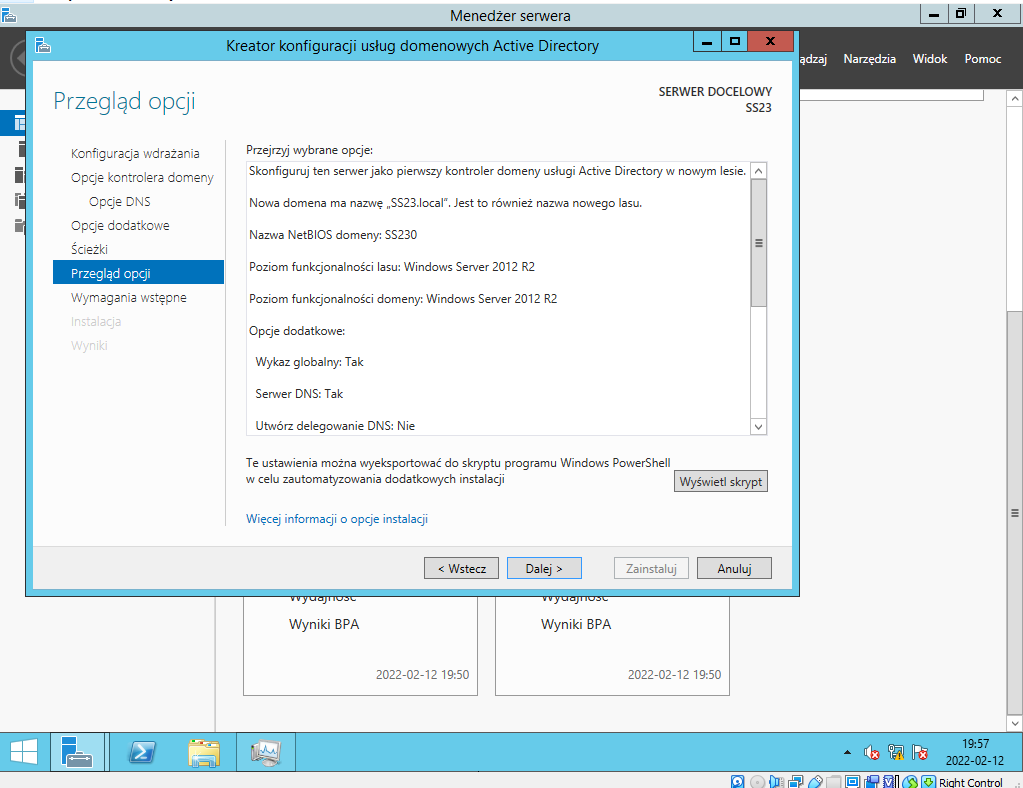 Menedżer serwera
Kreator konfiguracji usług domenowych Active Directory
ądzaj Narzędzia Widok Pomoc
Przegląd opcji
SERWER DOCELOWY
SS23
Konfiguracja wdrażania
Opcje kontrolera domeny
Opcje DNS
Opcje dodatkowe
Ścieżki
Przegląd opcji
Wymagania wstępne
Instalacja
Wyniki
Przejrzyj wybrane opcje:
Skonfiguruj ten serwer jako pierwszy kontroler domeny usługi Active Directory w nowym lesie.
Nowa domena ma nazwę „SS23.local”. Jest to również nazwa nowego lasu.
Nazwa NetBIOS domeny: SS230
Poziom funkcjonalności lasu: Windows Server 2012 R2
Poziom funkcjonalności domeny: Windows Server 2012 R2
Opcje dodatkowe:
Wykaz globalny: Tak
Serwer DNS: Tak
Utwórz delegowanie DNS: Nie
Te ustawienia można wyeksportować do skryptu programu Windows PowerShell
w celu zautomatyzowania dodatkowych instalacji
Wyświetl skrypt
Więcej informacji o opcje instalacji
< Wstecz Dalej > Zainstaluj Anuluj
Wydajność Wydajność
Wyniki BPA Wyniki BPA
2022-02-12 19:50 2022-02-12 19:50
19:57
2022-02-12
Right Control